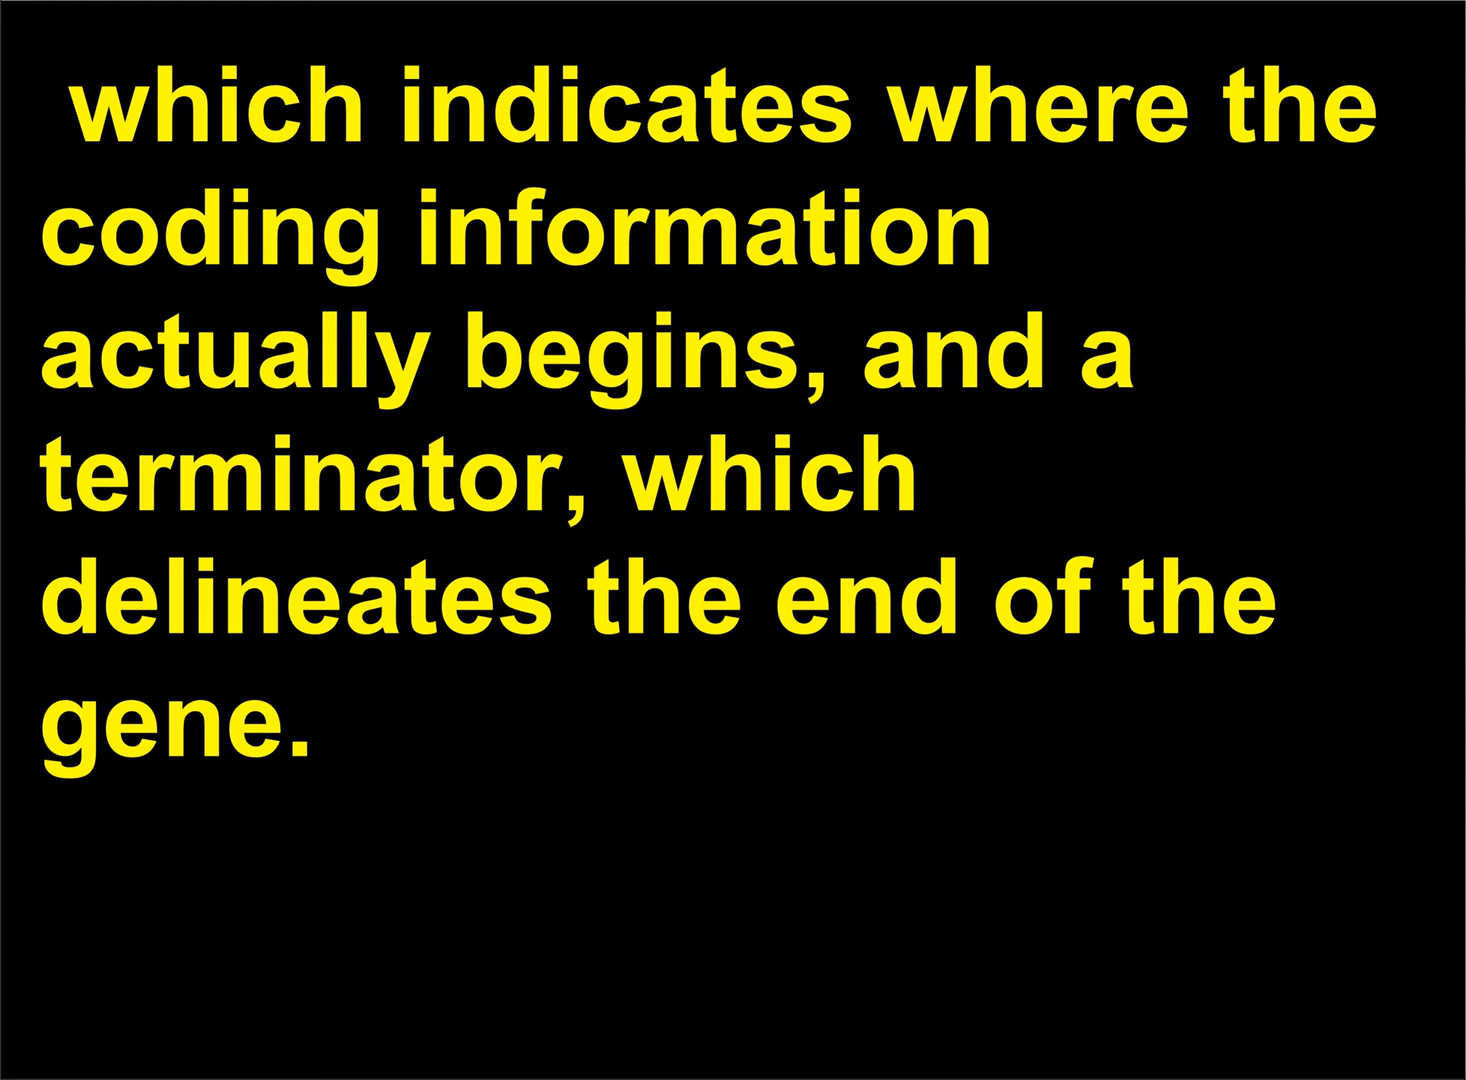 which indicates where the
coding information
actually begins, and a
terminator, which
delineates the end of the
gene.